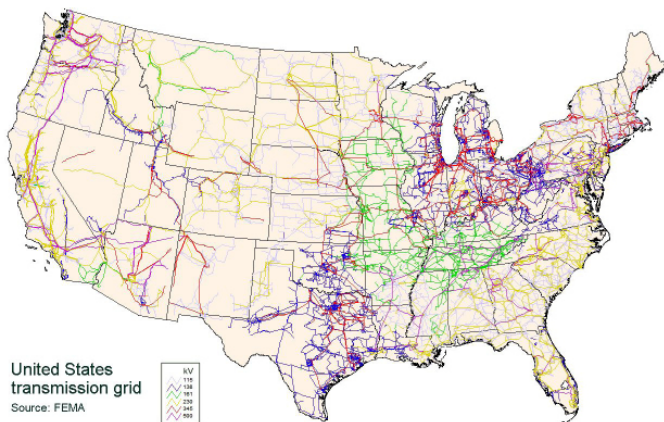 United States
transmission grid
Source: FEMA
kV
115
138
161
230
345
500